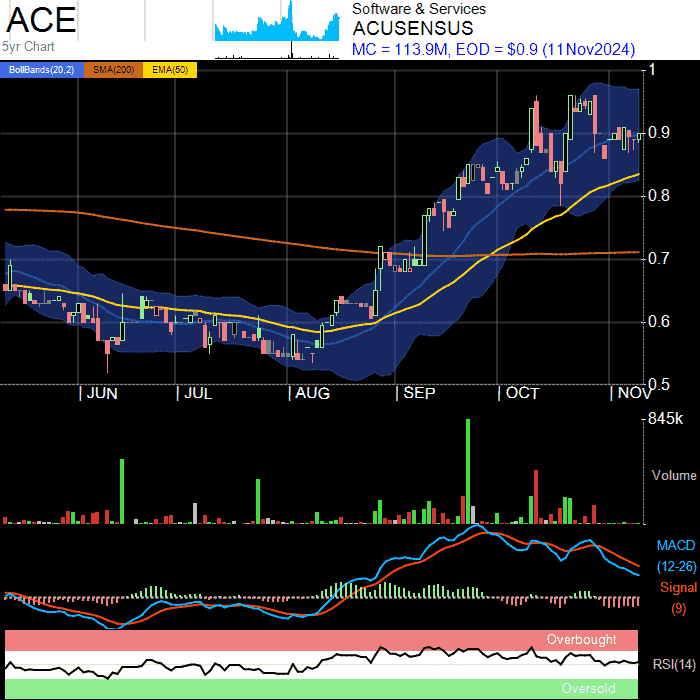 ACE
5yr Chart
Software & Services
ACUSENSUS
MC = 113.9M, EOD = $0.9 (11Nov2024)
BollBands(20,2) SMA(200) EMA(50)
1
0.9
0.8
0.7
0.6
0.5
JUN JUL AUG SEP OCT NOV
845k
Volume
MACD
(12-26)
Signal
(9)
Overbought
RSI(14)
Oversold